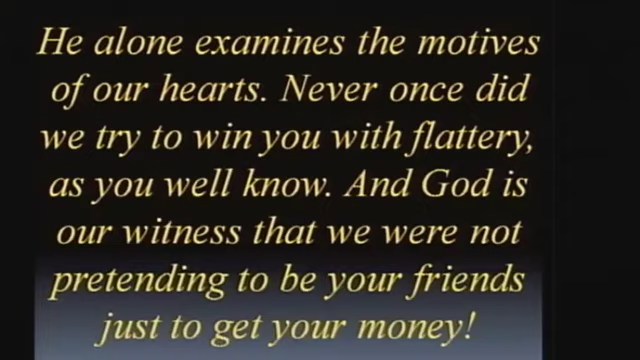 He alone examines the motives
of our hearts. Never once did
we try to win you with flattery,
as you well know. And God is
our witness that we were not
pretending to be your friends
just to get your money!